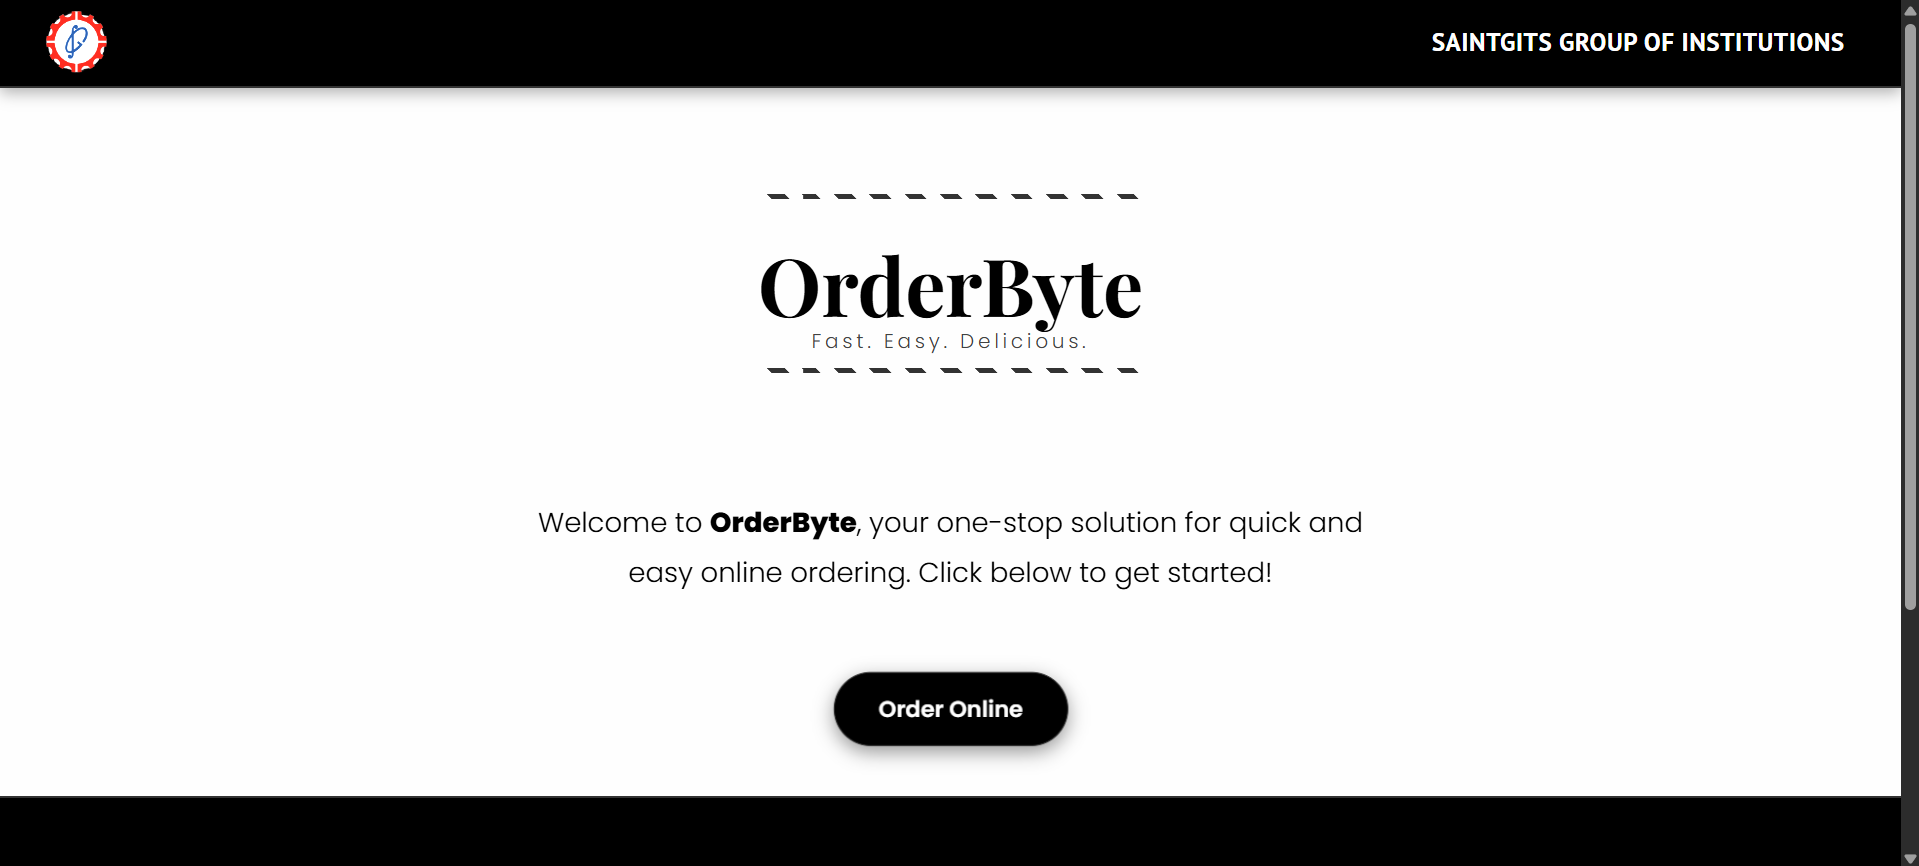 SAINTGITS GROUP OF INSTITUTIONS
OrderByte
Fast. Easy. Delicious.
Welcome to OrderByte, your one-stop solution for quick and
easy online ordering. Click below to get started!
Order Online